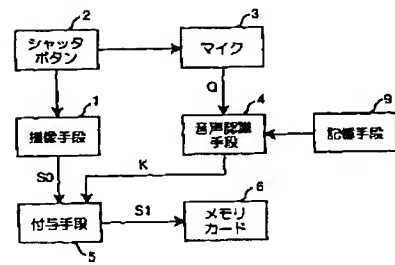 2
シャッタ
ボタン
3
マイク
1
撮像手段
Q
4
音声認識
手段
9
記憶手段
S0
K
付与手段
5
S1
6
メモリ
カード